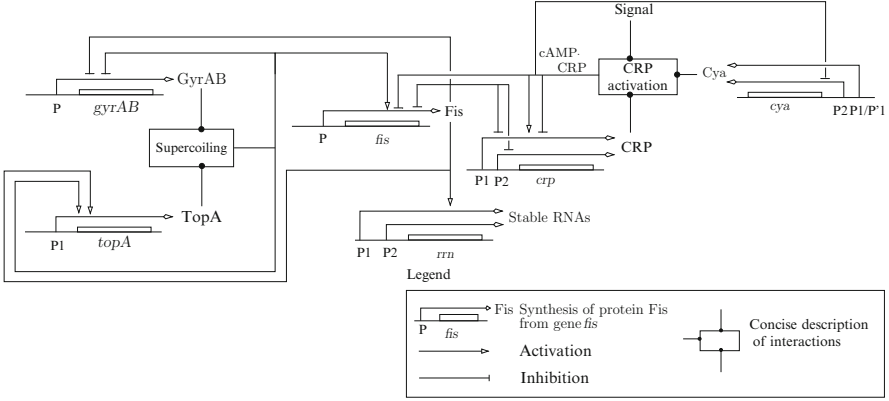 Signal
cAMP·
CRP
CRP
activation
Cya
GyrAB
P
gyrAB
Fis
P
fis
cya
P2 P1/P'1
Supercoiling
CRP
P1 P2
crp
TopA
P1
topA
Stable RNAs
P1 P2
rrn
Legend
Fis Synthesis of protein Fis
from gene fis
P
fis
Activation
Inhibition
Concise description
of interactions